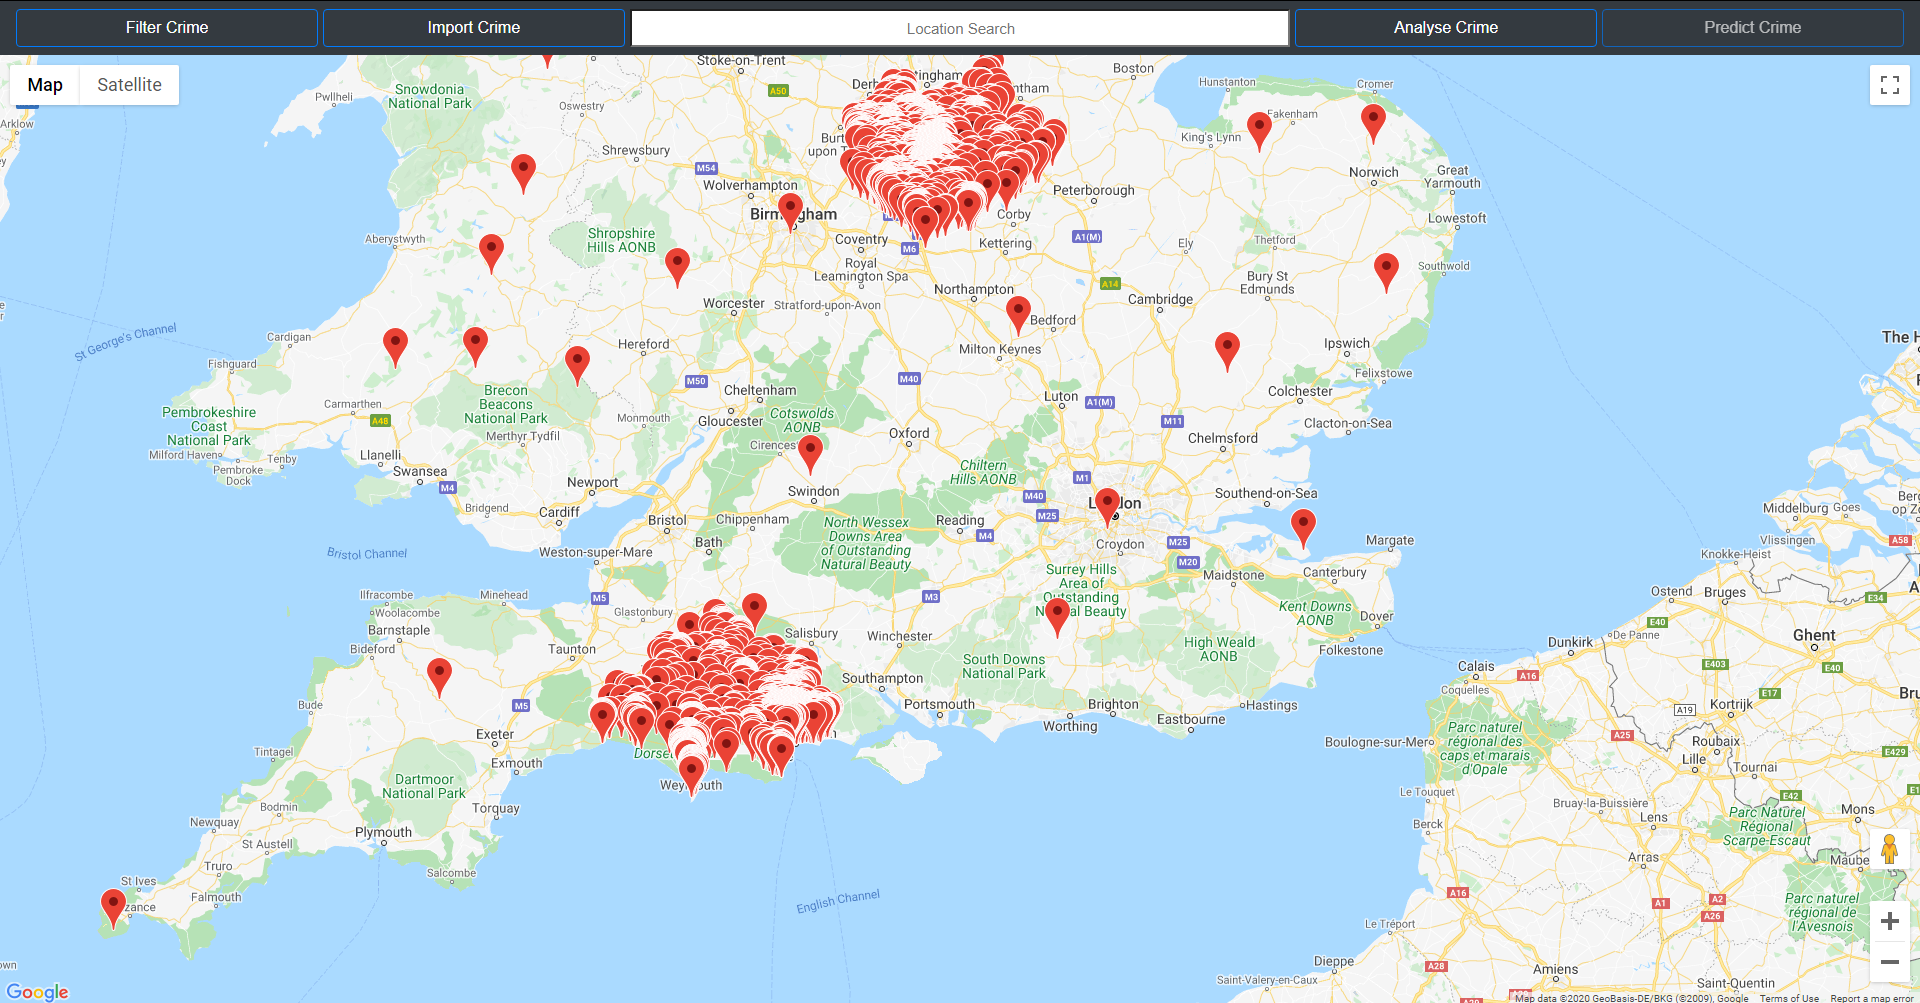 Filter Crime
Import Crime
Location Search
Analyse Crime
Predict Crime
Map
Satellite
Stoke-on-Trent
Boston
Snowdonia
National Park
Pwllheli
Oswestry
A50
Hunstanton
Cromer
Fakenham
King's Lynn
Arklow
Shrewsbury
M54
Wolverhampton
Peterborough
Norwich
Great
Yarmouth
Birmingham
Corby
Lowestoft
Aberystwyth
Shropshire
Hills AONB
Coventry
M6
Kettering
A1(M)
Ely
Thetford
Southwold
Royal
Leamington Spa
Northampton
A14
Bury St
Edmunds
Worcester
Stratford-upon-Avon
Cambridge
Bedford
St George's Channel
Cardigan
Hereford
Milton Keynes
Ipswich
The H
Fishguard
M50
Cheltenham
M40
Felixstowe
Brecon
Beacons
National Park
Carmarthen
A48
Monmouth
Gloucester
Cotswolds
AONB
Luton
A1(M)
Colchester
Pembrokeshire
Coast
National Park
Merthyr Tydfil
Oxford
M11
Clacton-on-Sea
Chelmsford
Milford Haven
Tenby
Pembroke
Dock
Llanelli
Swansea
M4
Chiltern
Hills AONB
M1
Newport
Swindon
M40
Southend-on-Sea
Bridgend
Cardiff
Bristol
Chippenham
North Wessex
Downs Area
of Outstanding
Natural Beauty
Reading
M4
M25
Middelburg
Goes
Bristol Channel
Weston-super-Mare
Bath
Croydon
M25
M20
Margate
Vlissingen
A58
Knokke-Heist
Surrey Hills
Area of
Outstanding
Maidstone
Canterbury
Ilfracombe
Minehead
M5
M3
Kent Downs
AONB
Dover
Ostend
Bruges
E34
Woolacombe
Glastonbury
Barnstaple
Salisbury
Winchester
E40
Ghent
Bideford
Taunton
High Weald
AONB
Folkestone
Dunkirk
De Panne
South Downs
National Park
Calais
A16
E403
E40
Southampton
Coquelles
E17
Bude
M5
Portsmouth
Brighton
Hastings
A19
Kortrijk
Worthing
Eastbourne
Exeter
Parc naturel
régional des
caps et marais
d'Opale
A25
Boulogne-sur-Mer
Roubaix
E429
Tintagel
Exmouth
Lille
Tournai
Dartmoor
National Park
Weymouth
Le Touquet
E42
Bodmin
Torquay
Bruay-la-Buissière
Mons
Newquay
Plymouth
Berck
Lens
Parc Naturel
Régional
Scarpe-Escaut
St Austell
Arras
Truro
Salcombe
St Ives
Falmouth
English Channel
A16
A1
A2
A26
Parc naturel
régional de
l'Avesnois
Le Tréport
Dieppe
A28
Amiens
Saint-Valery-en-Caux
Saint-Quentin
Google
Map data ©2020 GeoBasis-DE/BKG (©2009), Google
Terms of Use
Report a map error